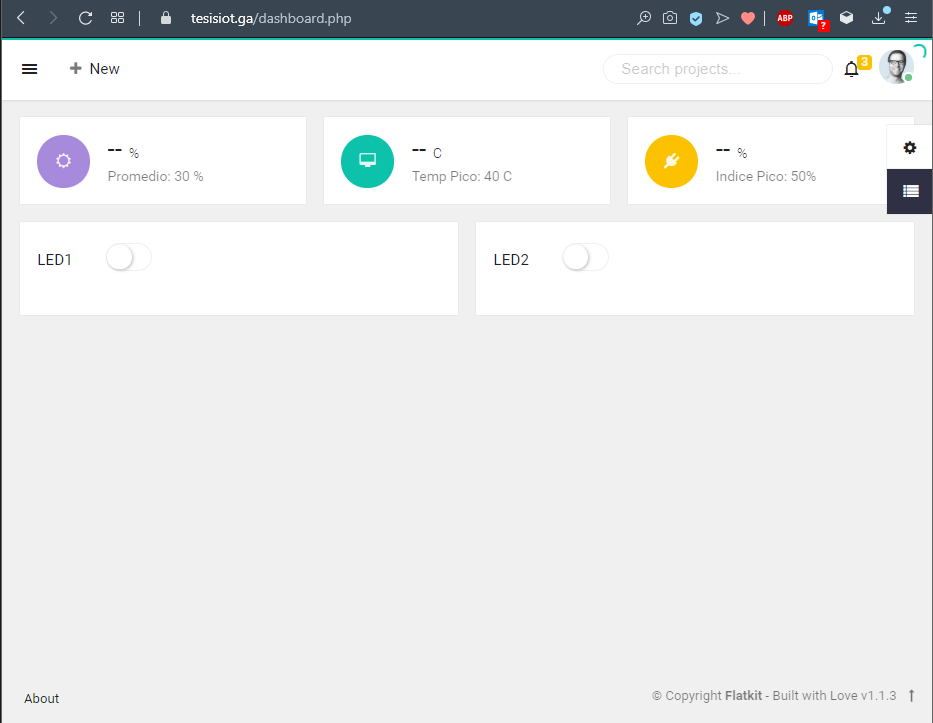 tesisiot.ga/dashboard.php
ABP
?
+ New
Search projects...
3
-- %
Promedio: 30 %
-- C
Temp Pico: 40 C
-- %
Indice Pico: 50%
LED1
LED2
About
© Copyright Flatkit - Built with Love v1.1.3